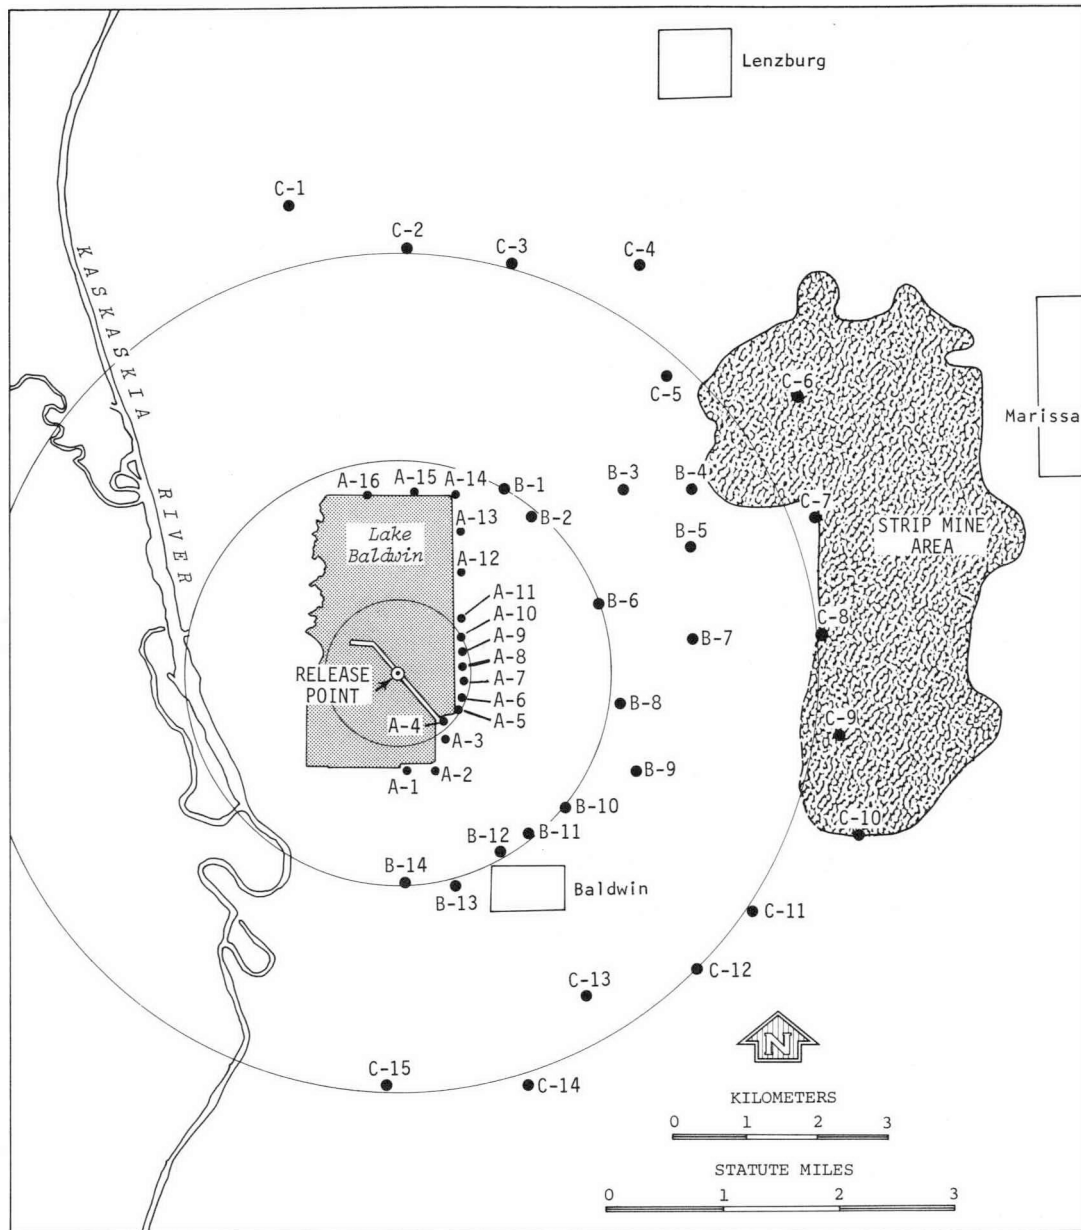 Lenzburg
C-1
C-2
C-3
C-4
KASKASKIA
RIVER
C-5
C-6
Marissa
A-16
A-15
A-14
B-1
B-3
B-4
C-7
B-2
A-13
Lake
Baldwin
STRIP MINE
AREA
B-5
A-12
A-11
A-10
B-6
A-9
C-8
B-7
A-8
RELEASE
POINT
A-7
A-6
A-5
B-8
A-4
A-3
C-9
A-1
A-2
B-9
B-10
B-12
B-11
C-10
B-14
B-13
Baldwin
C-11
C-12
C-13
N
C-15
C-14
KILOMETERS
0 1 2 3
STATUTE MILES
0 1 2 3